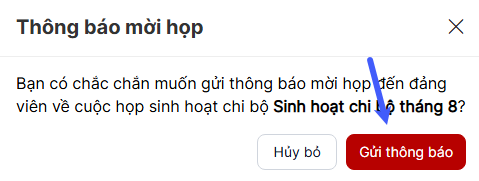 Thông báo mời họp
Bạn có chắc chắn muốn gửi thông báo mời họp đến đảng
viên về cuộc họp sinh hoạt chi bộ Sinh hoạt chi bộ tháng 8?
Hủy bỏ
Gửi thông báo